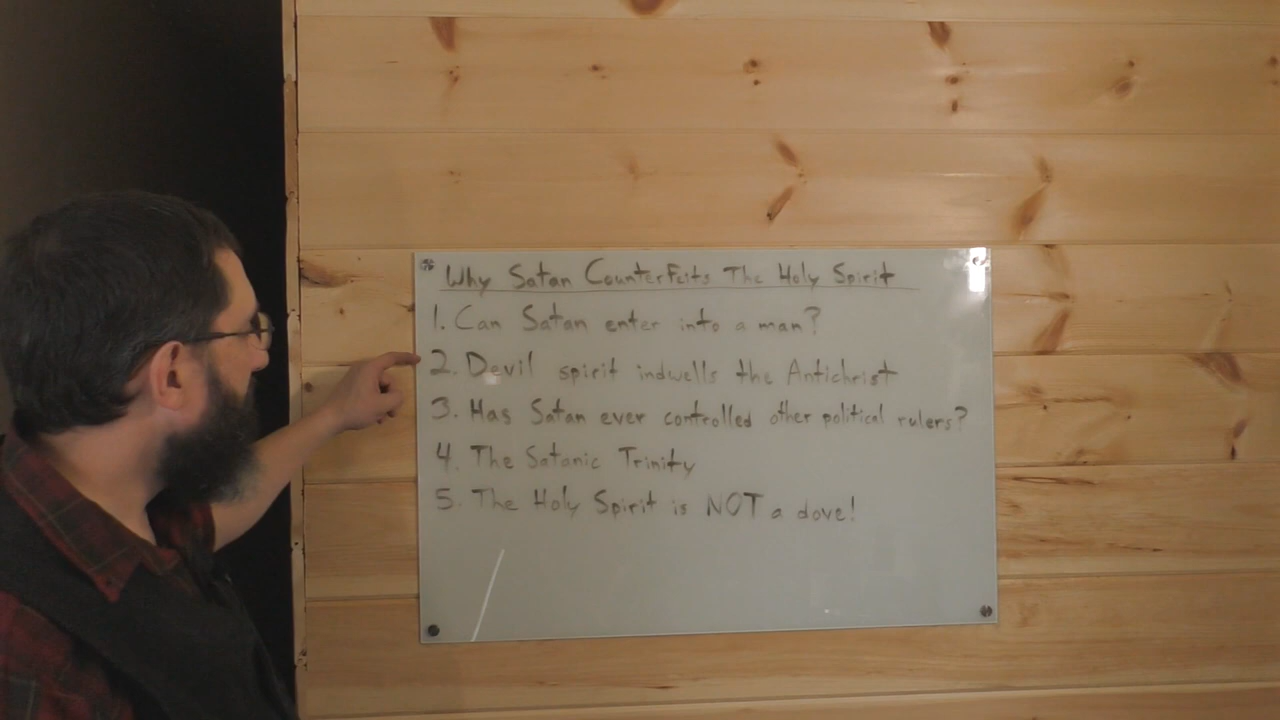 Why Satan Counterfeits The Holy Spirit
1. Can Satan enter into a man?
2. Devil spirit indwells the Antichrist
3. Has Satan ever controlled other political rulers?
4. The Satanic Trinity
5. The Holy Spirit is NOT a dove!